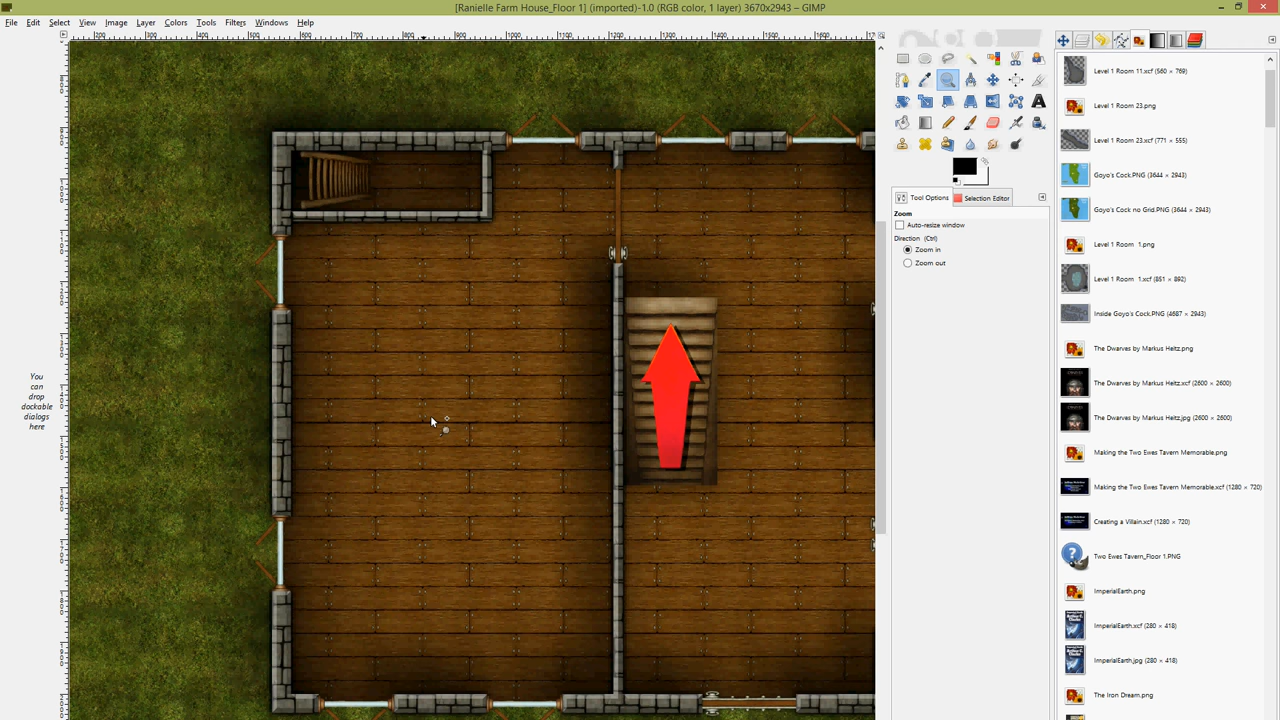 [Ranielle Farm House_Floor 1] (imported)-1.0 (RGB color, 1 layer) 3670x2943 – GIMP
File Edit Select View Image Layer Colors Tools Filters Windows Help
You
can
drop
dockable
dialogs
here
Tool Options
Selection Editor
Zoom
Auto-resize window
Direction (Ctrl)
Zoom in
Zoom out
Level 1 Room 11.xcf (560 × 769)
Level 1 Room 23.png
Level 1 Room 23.xcf (771 × 555)
Goyo's Cock.PNG (3644 × 2943)
Goyo's Cock no Grid.PNG (3644 × 2943)
Level 1 Room 1.png
Level 1 Room 1.xcf (851 × 892)
Inside Goyo's Cock.PNG (4687 × 2943)
The Dwarves by Markus Heitz.png
The Dwarves by Markus Heitz.xcf (2600 × 2600)
The Dwarves by Markus Heitz.jpg (2600 × 2600)
Making the Two Ewes Tavern Memorable.png
Making the Two Ewes Tavern Memorable.xcf (1280 × 720)
Creating a Villain.xcf (1280 × 720)
Two Ewes Tavern_Floor 1.PNG
ImperialEarth.png
ImperialEarth.xcf (280 × 418)
ImperialEarth.jpg (280 × 418)
The Iron Dream.png